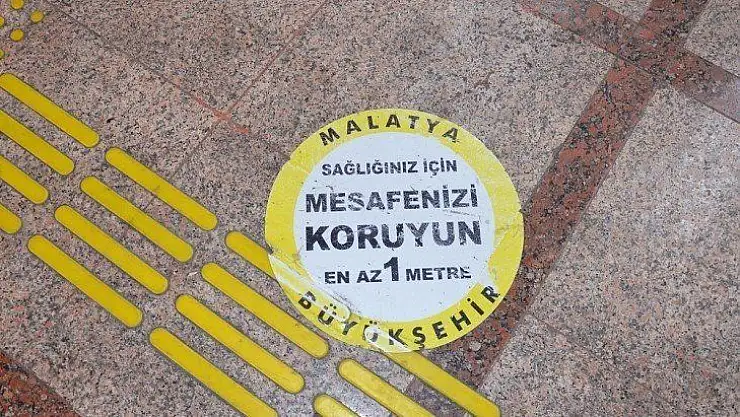 MALATYA
SAĞLIĞINIZ İÇİN
MESAFENİZİ
KORUYUN
EN AZ 1 METRE
BÜYÜKŞEHİR